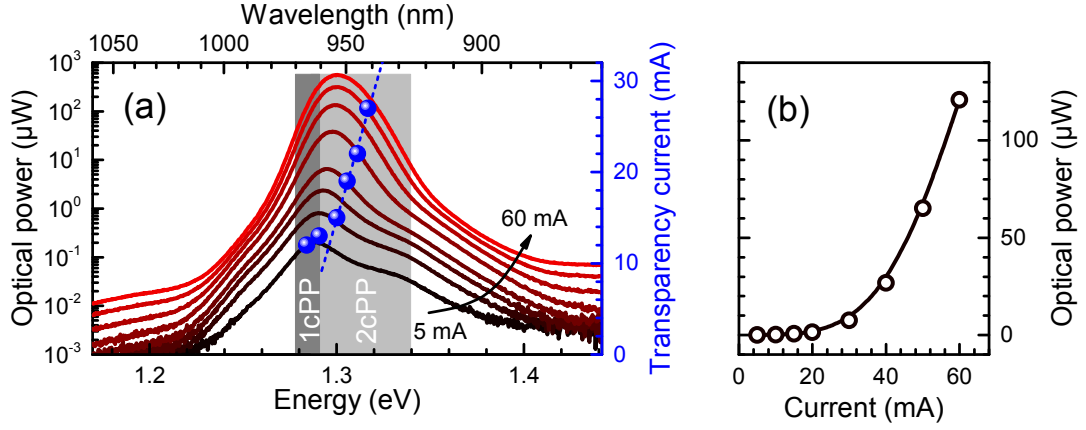 Wavelength (nm)
1050 1000 950 900
(a)
Optical power (µW)
10³
10²
10¹
10⁰
10⁻¹
10⁻²
10⁻³
1cPP
2cPP
60 mA
5 mA
30
20
10
0
Transparency current (mA)
1.2 1.3 1.4
Energy (eV)
(b)
100
50
0
Optical power (µW)
0 20 40 60
Current (mA)